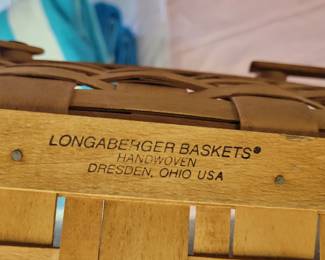 LONGABERGER BASKETS®
HANDWOVEN
DRESDEN, OHIO USA